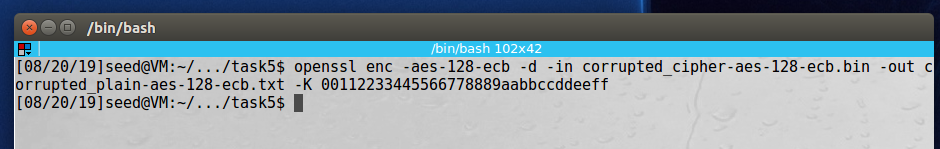 /bin/bash
/bin/bash 102x42
[08/20/19]seed@VM:~/.../task5$ openssl enc -aes-128-ecb -d -in corrupted_cipher-aes-128-ecb.bin -out c
orrupted_plain-aes-128-ecb.txt -K 00112233445566778889aabbccddeeff
[08/20/19]seed@VM:~/.../task5$